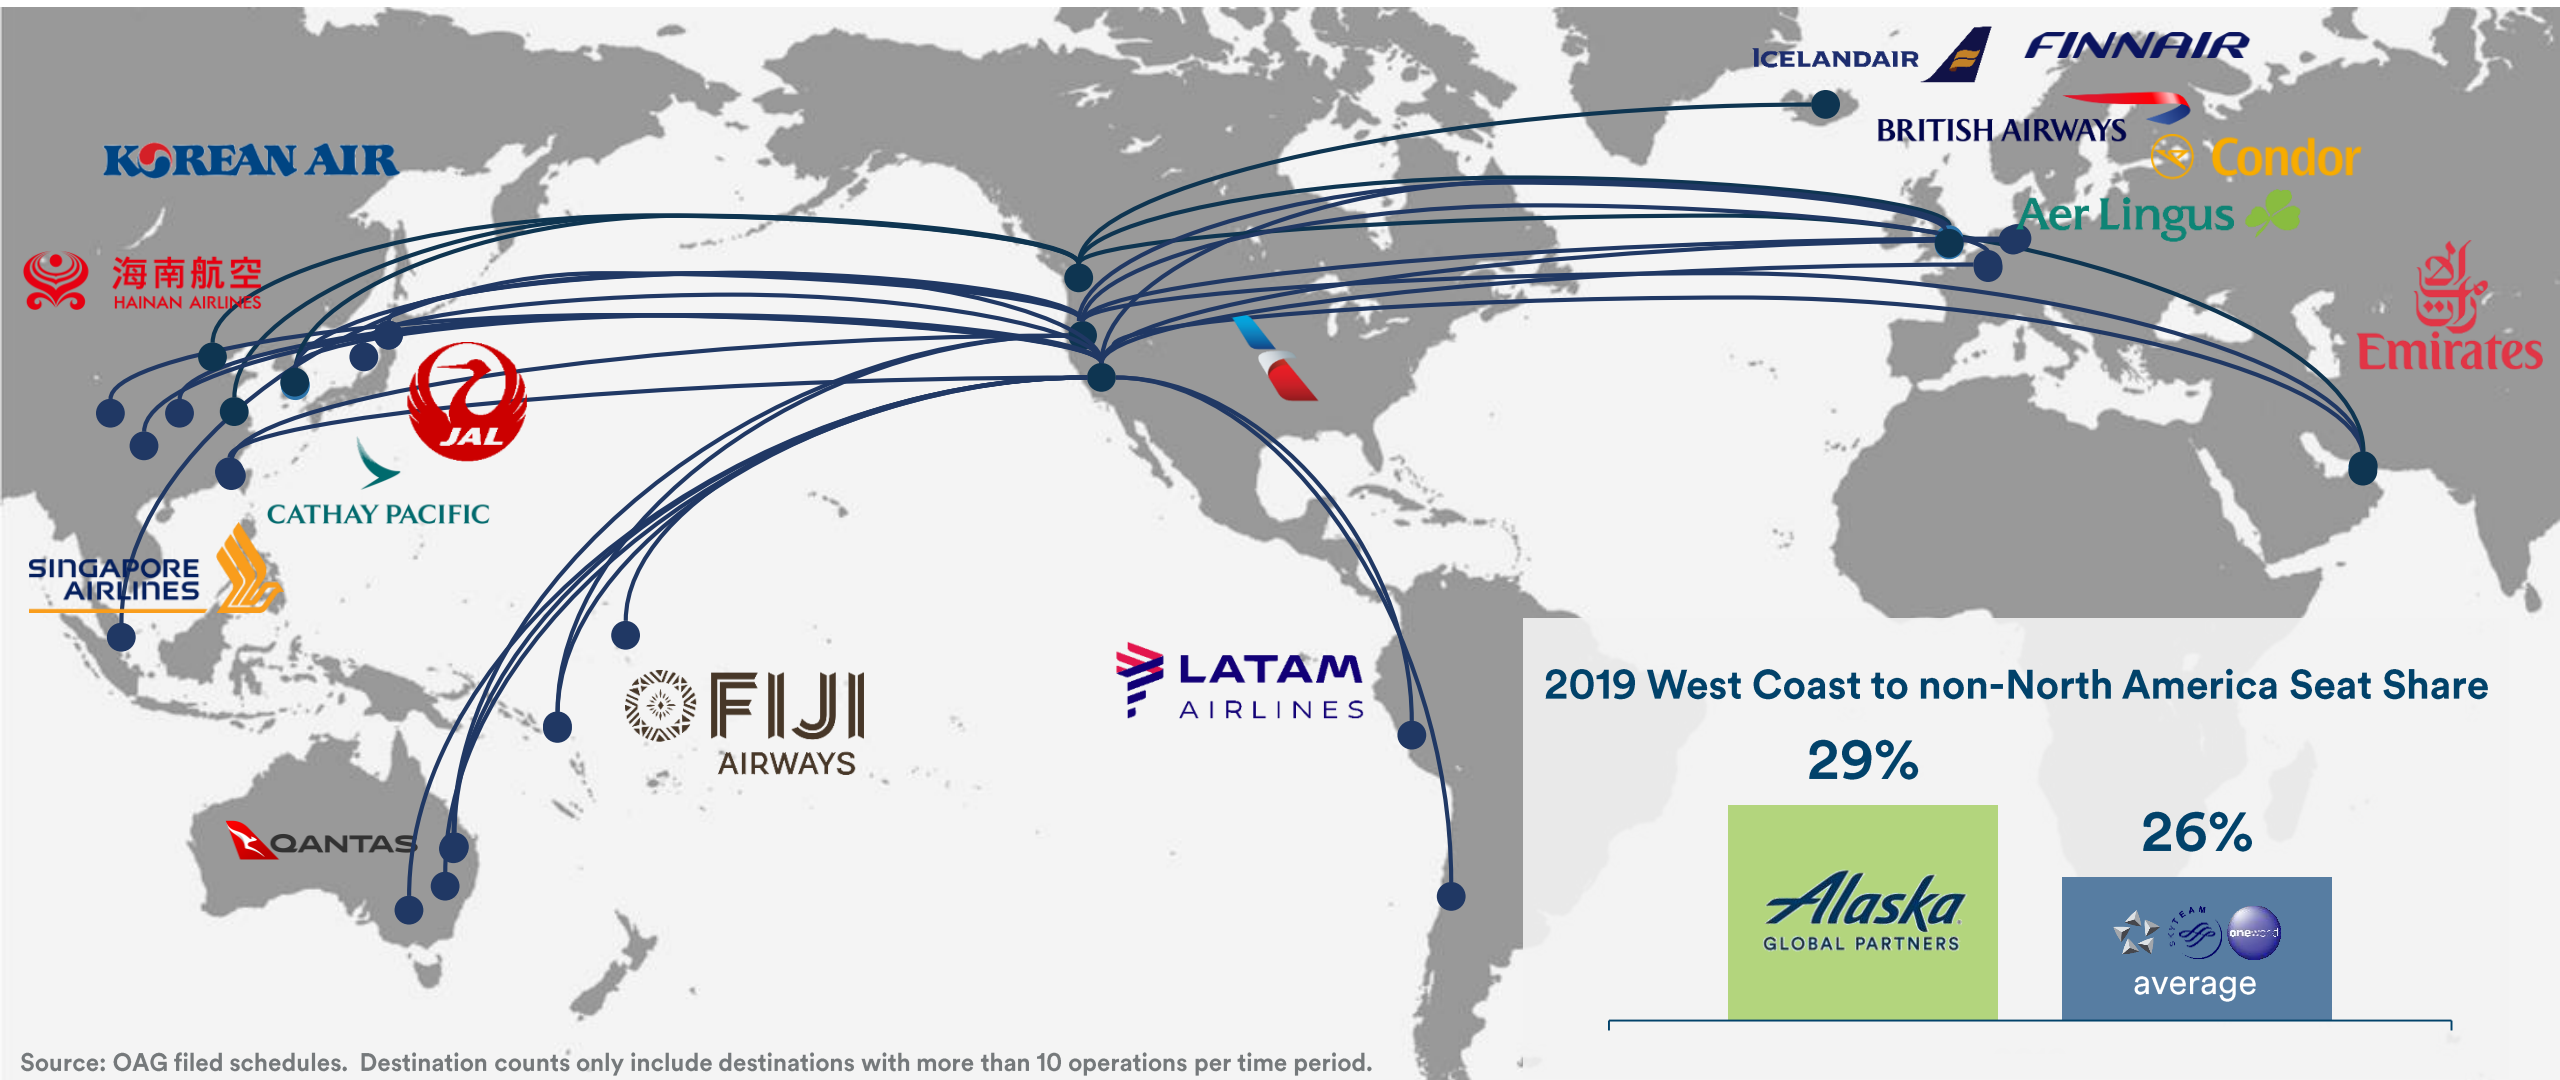 ICELANDAIR
FINNAIR
BRITISH AIRWAYS
KOREAN AIR
Condor
Aer Lingus
海南航空
HAINAN AIRLINES
Emirates
JAL
CATHAY PACIFIC
SINGAPORE
AIRLINES
FIJI
AIRWAYS
LATAM
AIRLINES
QANTAS
2019 West Coast to non-North America Seat Share
29%
26%
Alaska
GLOBAL PARTNERS
SKYTEAM
oneworld
average
Source: OAG filed schedules.  Destination counts only include destinations with more than 10 operations per time period.